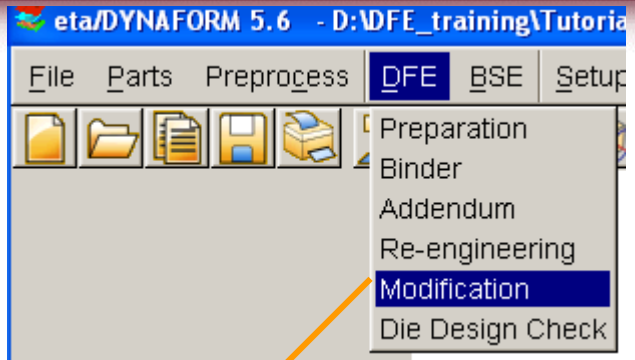 eta/DYNAFORM 5.6 - D:\DFE_training\Tutoria
File Parts Preprocess DFE BSE Setup
Preparation
Binder
Addendum
Re-engineering
Modification
Die Design Check